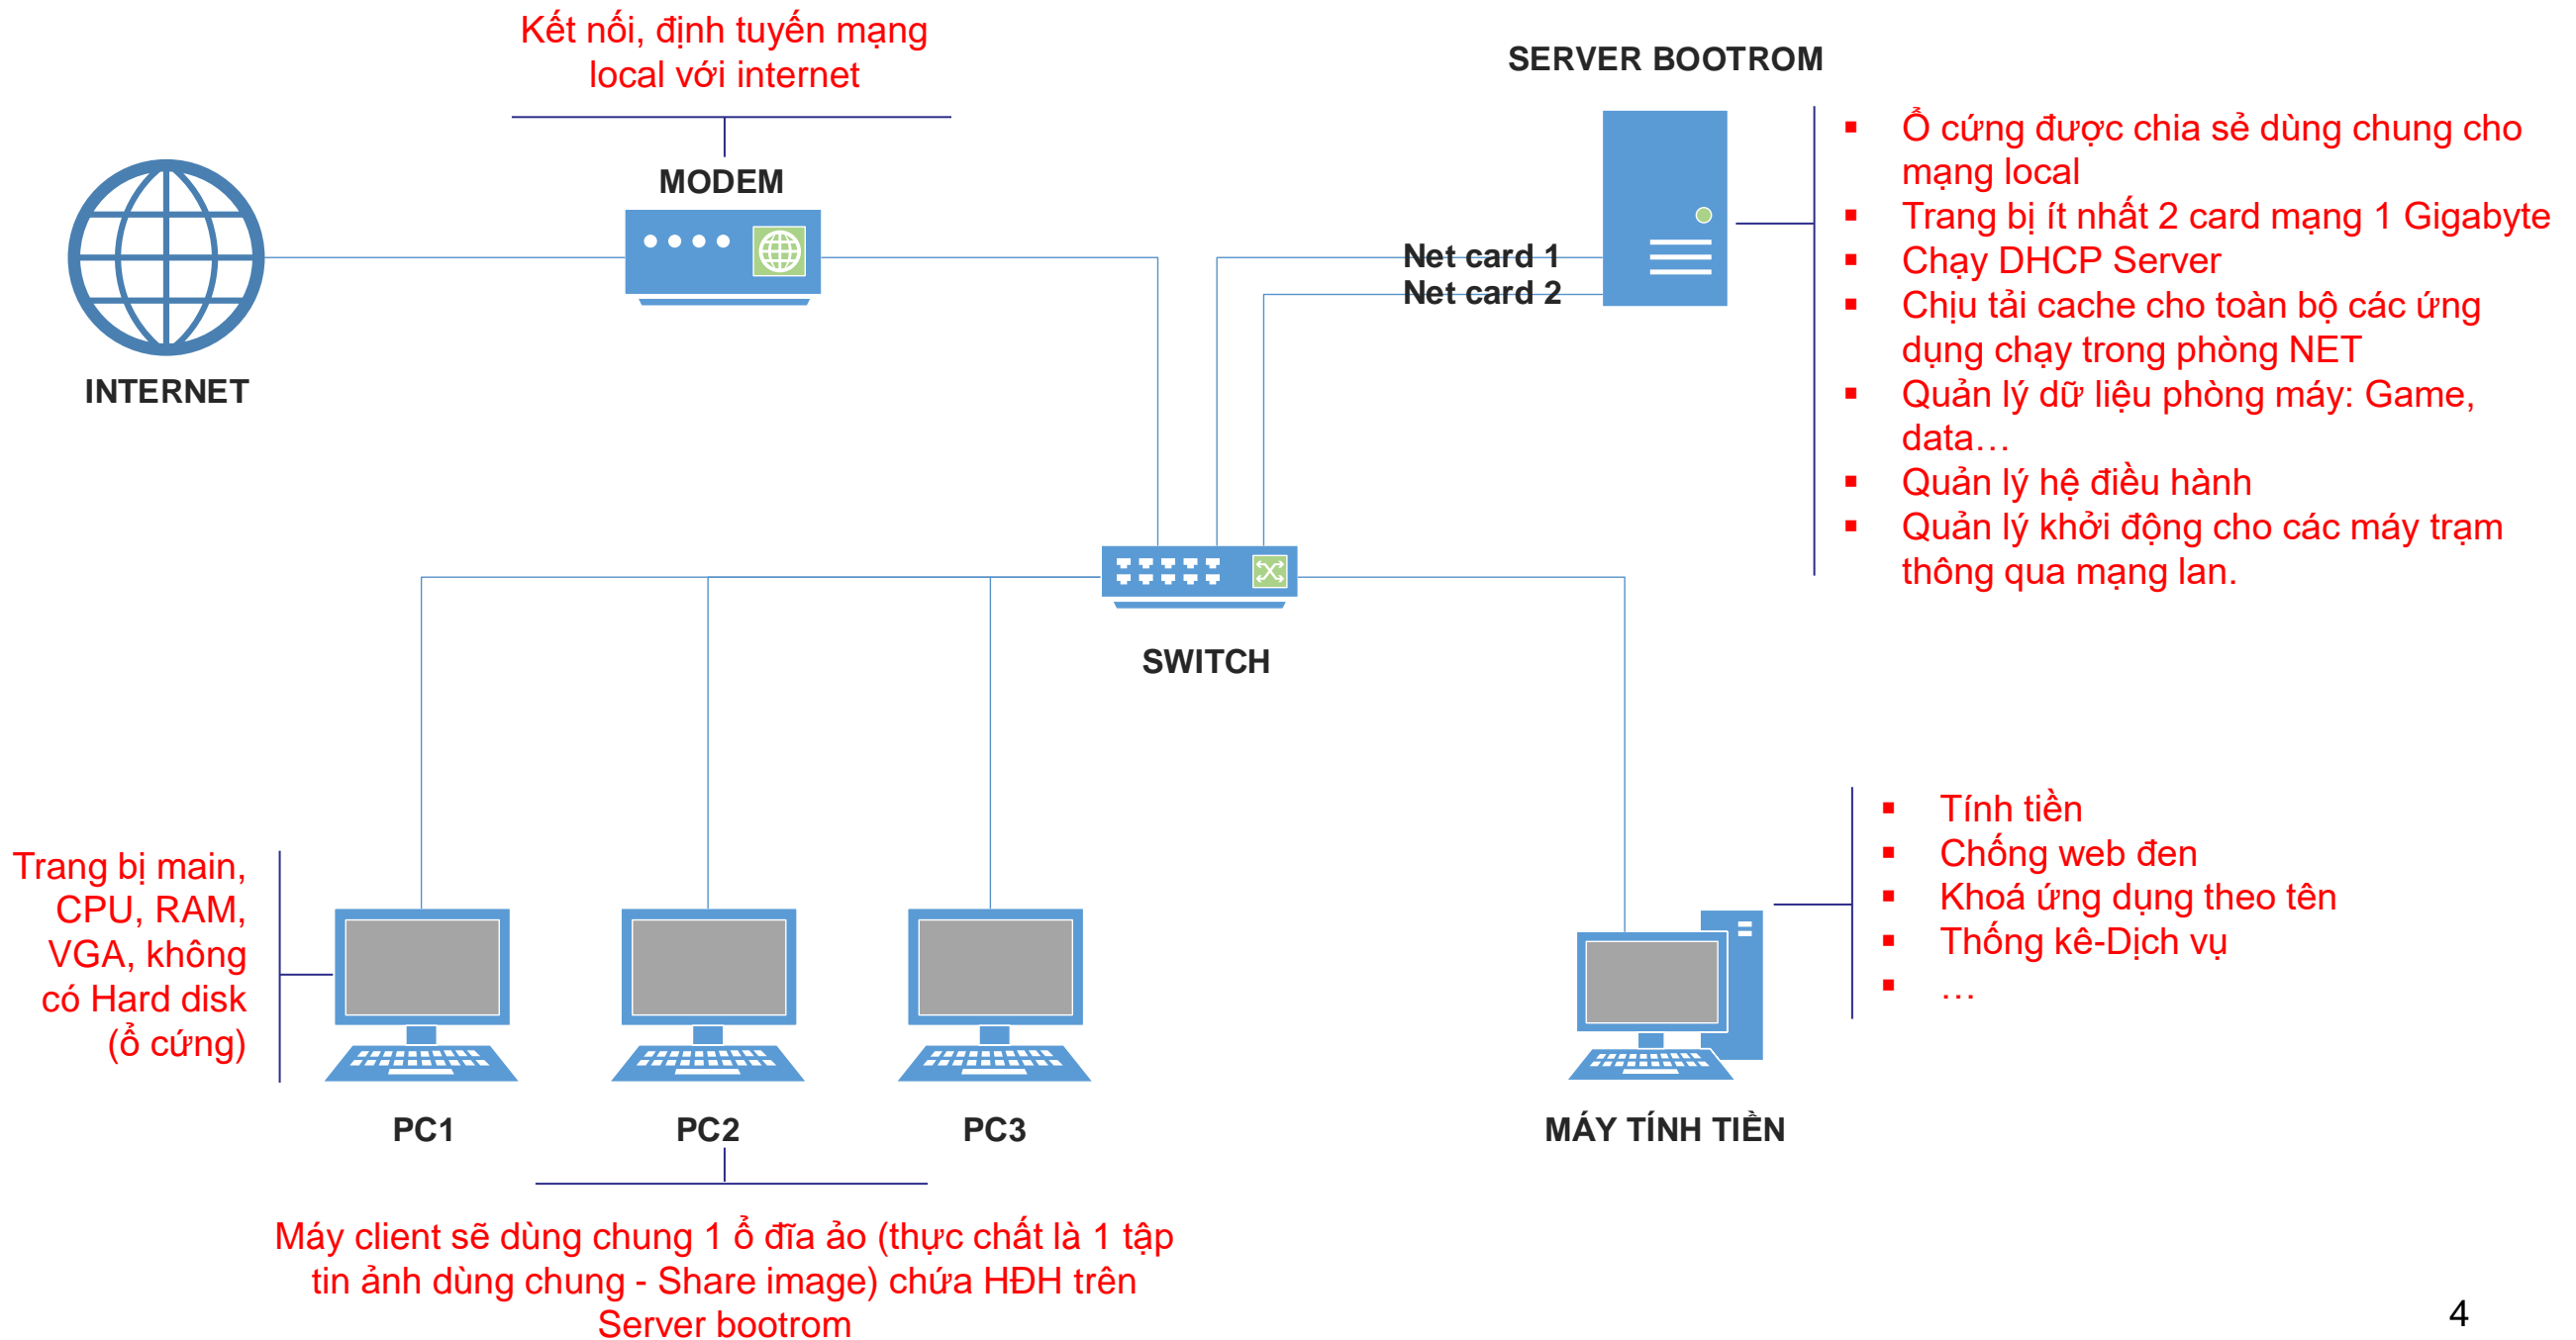 Kết nối, định tuyến mạng
local với internet
MODEM
INTERNET
SERVER BOOTROM
Net card 1
Net card 2
▪ Ổ cứng được chia sẻ dùng chung cho
mạng local
▪ Trang bị ít nhất 2 card mạng 1 Gigabyte
▪ Chạy DHCP Server
▪ Chịu tải cache cho toàn bộ các ứng
dụng chạy trong phòng NET
▪ Quản lý dữ liệu phòng máy: Game,
data…
▪ Quản lý hệ điều hành
▪ Quản lý khởi động cho các máy trạm
thông qua mạng lan.
SWITCH
Trang bị main,
CPU, RAM,
VGA, không
có Hard disk
(ổ cứng)
PC1
PC2
PC3
Máy client sẽ dùng chung 1 ổ đĩa ảo (thực chất là 1 tập
tin ảnh dùng chung - Share image) chứa HĐH trên
Server bootrom
▪ Tính tiền
▪ Chống web đen
▪ Khoá ứng dụng theo tên
▪ Thống kê-Dịch vụ
▪ …
MÁY TÍNH TIỀN
4